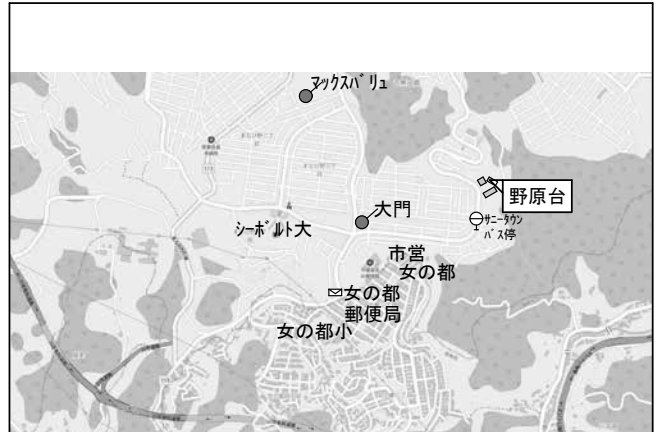 マックスバリュ
野原台
大門
サニータウン
バス停
シーボルト大
市営
女の都
女の都
郵便局
女の都小